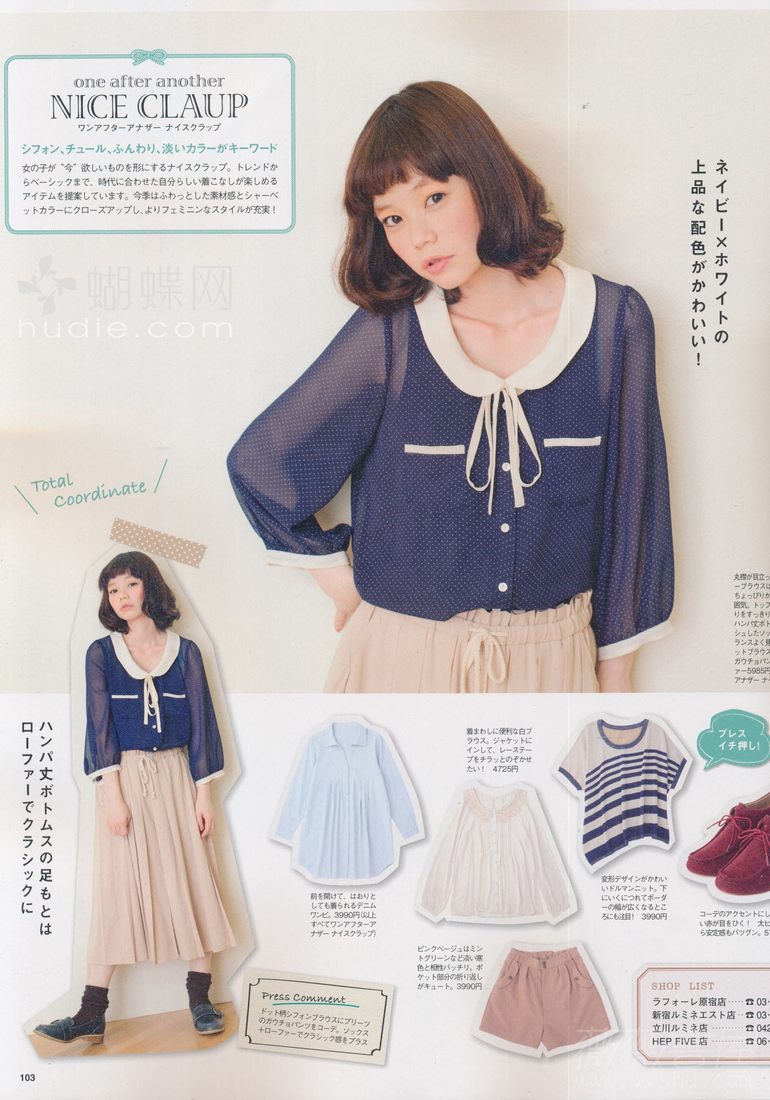 one after another
NICE CLAUP
ワンアフターアナザー ナイスクラップ
シフォン、チュール、ふんわり、淡いカラーがキーワード
女の子が“今”欲しいものを形にするナイスクラップ。トレンドか
らベーシックまで、時代に合わせた自分らしい着こなしが楽しめる
アイテムを提案しています。今季はふわっとした素材感とシャーベ
ットカラーにクローズアップし、よりフェミニンなスタイルが充実！
蝴蝶网
hudie.com
ネイビー×ホワイトの
上品な配色がかわいい！
Total
Coordinate
丸襟が目立っ
ーブラウスは
ちょっぴりか
囲気。トップ
りをすっきり
ハンパ丈ボト
シュしたソッ
ランスよく見
ットブラウス
ガウチョパン
ァー5985円
アナザー ナイ
ハンパ丈ボトムスの足もとは
ローファーでクラシックに
着まわしに便利な白ブ
ラウス。ジャケットに
インして、レーステー
プをチラッとのぞかせ
たい！ 4725円
プレス
イチ押し！
前を開けて、はおりと
しても着られるデニム
ワンピ。3990円（以上
すべてワンアフターア
ナザー ナイスクラップ）
変形デザインがかわい
いドルマンニット。下
にいくにつれてボーダ
ーの幅が広くなるとこ
ろにも注目！ 3990円
コーデのアクセントにし
い赤が目をひく！ 太ヒ
ら安定感もバツグン。57
ピンクベージュはミン
トグリーンなど淡い寒
色と相性バッチリ。ポ
ケット部分の折り返し
がキュート。3990円
Press Comment
ドット柄シフォンブラウスにプリーツ
のガウチョパンツをコーデ。ソックス
+ローファーでクラシック感をプラス
SHOP LIST
ラフォーレ原宿店……☎03-
新宿ルミネエスト店…☎03-
立川ルミネ店…………☎042
HEP FIVE 店…………☎06-
103